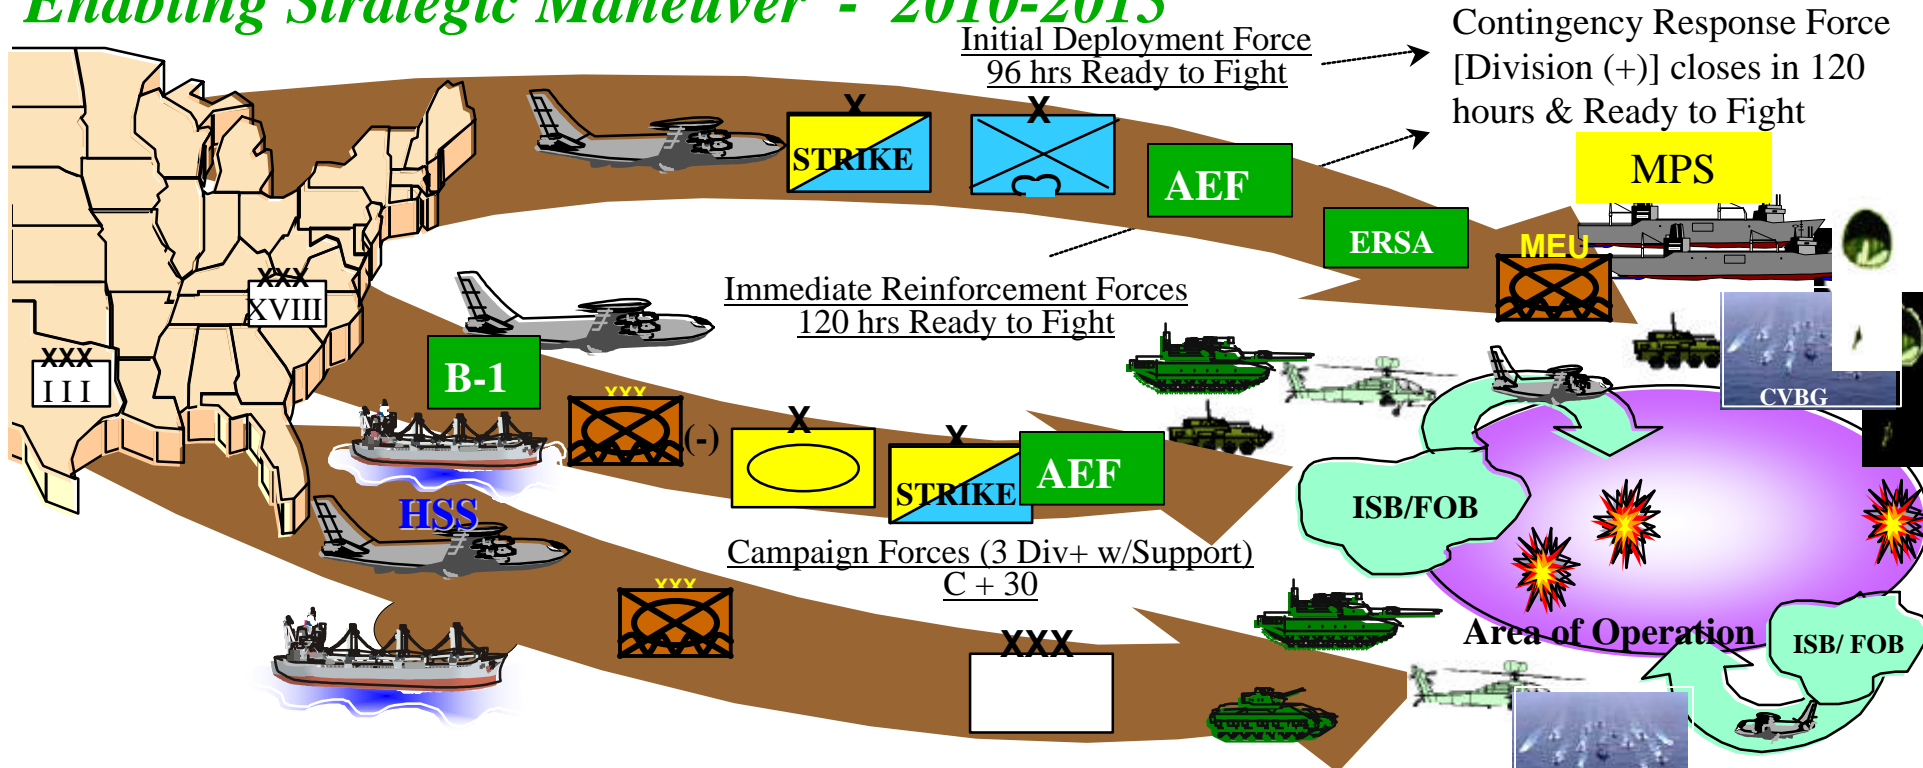 Enabling Strategic Maneuver - 2010-2015
Initial Deployment Force
96 hrs Ready to Fight
Contingency Response Force
[Division (+)] closes in 120
hours & Ready to Fight
X
STRIKE
X
AEF
ERSA
MPS
MEU
XXX
XVIII
XXX
III
Immediate Reinforcement Forces
120 hrs Ready to Fight
B-1
XXX
(-)
X
X
STRIKE
AEF
CVBG
HSS
ISB/FOB
Campaign Forces (3 Div+ w/Support)
C + 30
XXX
XXX
Area of Operation
ISB/ FOB